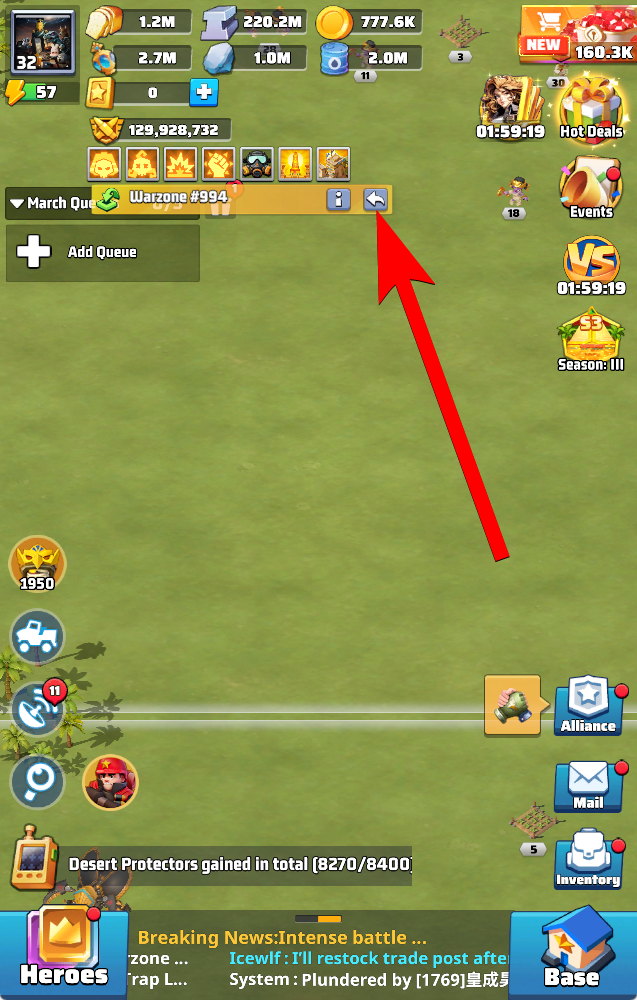 1.2M
220.2M
777.6K
32
2.7M
1.0M
2.0M
NEW
160.3K
3
11
30
57
0
129,928,732
01:59:19
Hot Deals
March Que
Warzone #994
1
i
18
Events
Add Queue
VS
01:59:19
S3
Season: III
1950
11
Alliance
Mail
5
Desert Protectors gained in total (8270/8400)
Inventory
Breaking News:Intense battle ...
rzone ...
Icewlf : I'll restock trade post after
Trap L...
System : Plundered by [1769]皇成
Heroes
Base